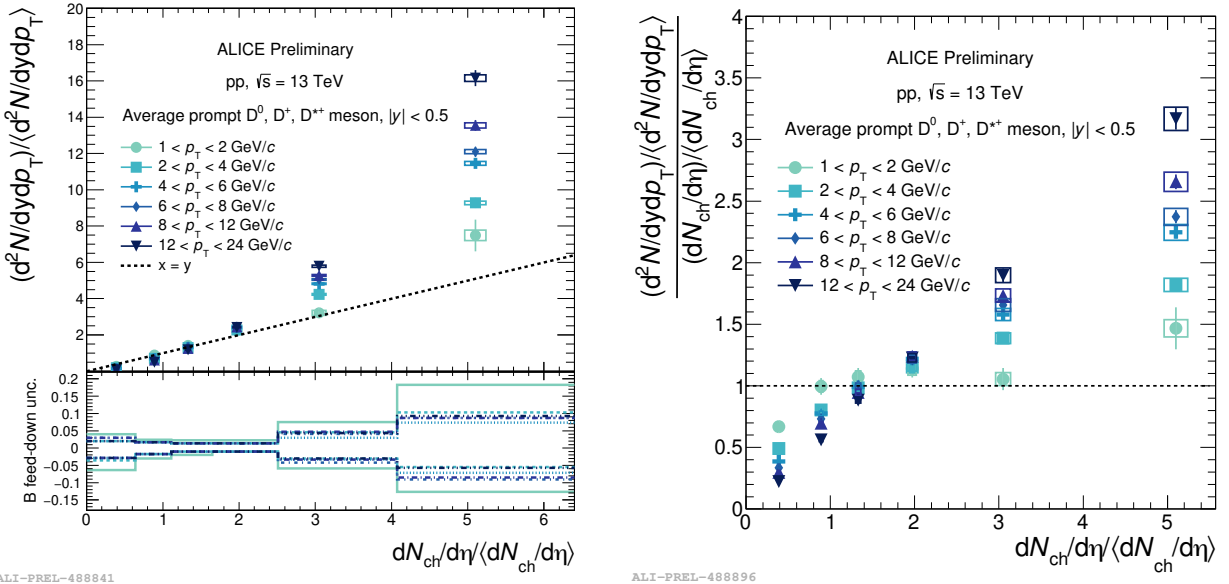 (d²N/dydp_T)/⟨d²N/dydp_T⟩
20
18
16
14
12
10
8
6
4
2
ALICE Preliminary
pp, √s = 13 TeV
Average prompt D⁰, D⁺, D*⁺ meson, |y| < 0.5
1 < p_T < 2 GeV/c
2 < p_T < 4 GeV/c
4 < p_T < 6 GeV/c
6 < p_T < 8 GeV/c
8 < p_T < 12 GeV/c
12 < p_T < 24 GeV/c
x = y
B feed-down unc.
0.2
0.15
0.1
0.05
0
−0.05
−0.1
−0.15
0 1 2 3 4 5 6
dN_ch/dη/⟨dN_ch/dη⟩
ALI-PREL-488841
(d²N/dydp_T)/⟨d²N/dydp_T⟩
(dN_ch/dη)/⟨dN_ch/dη⟩
4
3.5
3
2.5
2
1.5
1
0.5
0
ALICE Preliminary
pp, √s = 13 TeV
Average prompt D⁰, D⁺, D*⁺ meson, |y| < 0.5
1 < p_T < 2 GeV/c
2 < p_T < 4 GeV/c
4 < p_T < 6 GeV/c
6 < p_T < 8 GeV/c
8 < p_T < 12 GeV/c
12 < p_T < 24 GeV/c
0 1 2 3 4 5
dN_ch/dη/⟨dN_ch/dη⟩
ALI-PREL-488896